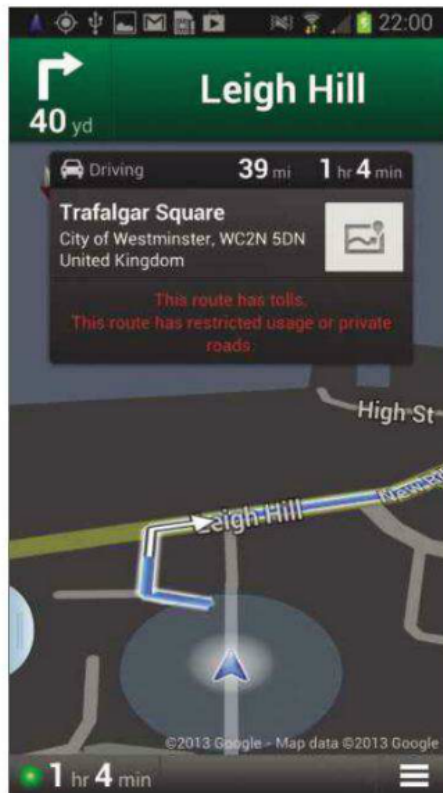 22:00
40 yd
Leigh Hill
Driving 39 mi 1 hr 4 min
Trafalgar Square
City of Westminster, WC2N 5DN
United Kingdom
This route has tolls.
This route has restricted usage or private
roads
High St
Leigh Hill
©2013 Google - Map data ©2013 Google
1 hr 4 min